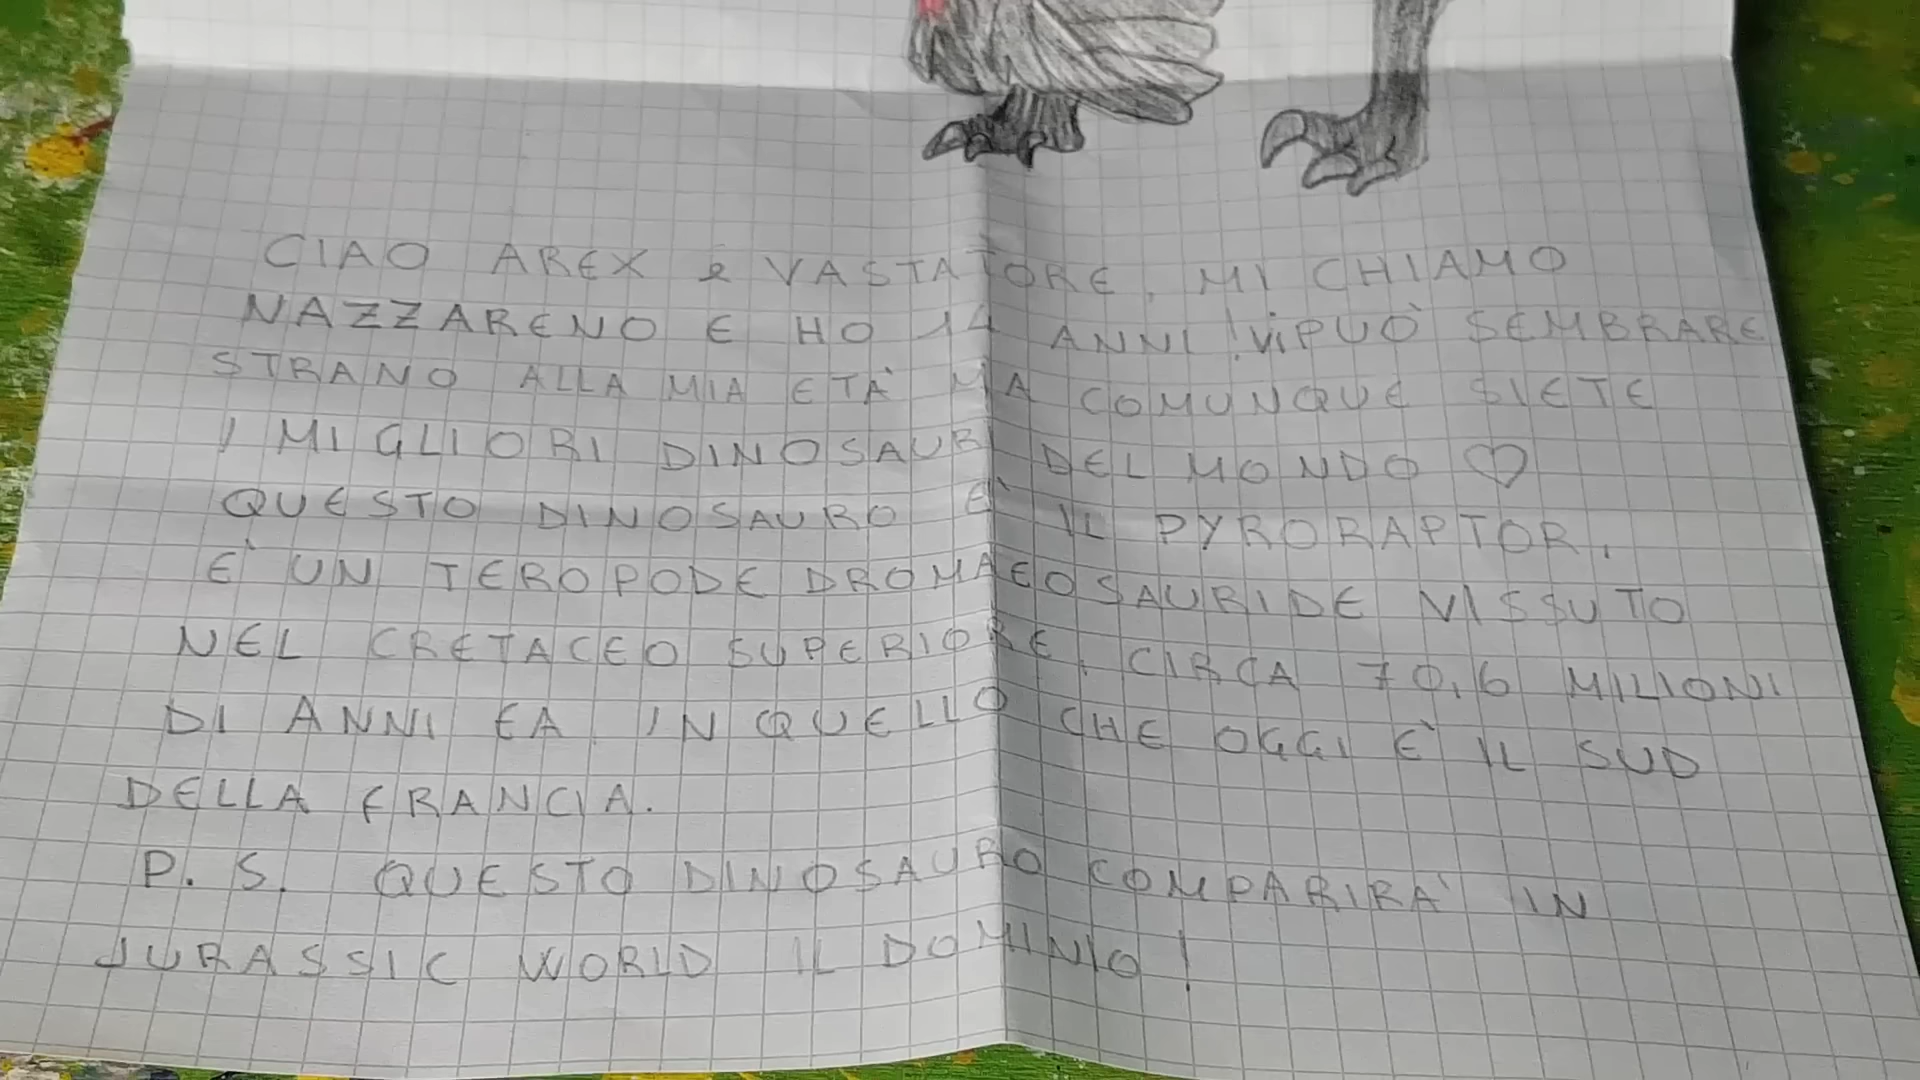 CIAO AREX e VASTATORE, MI CHIAMO
NAZZARENO E HO 14 ANNI! Vi PUÒ SEMBRARE
STRANO ALLA MIA ETÀ MA COMUNQUE SIETE
I MIGLIORI DINOSAURI DEL MONDO ♡
QUESTO DINOSAURO È IL PYRORAPTOR.
È UN TEROPODE DROMAEOSAURIDE VISSUTO
NEL CRETACEO SUPERIORE, CIRCA 70,6 MILIONI
DI ANNI FA IN QUELLO CHE OGGI È IL SUD
DELLA FRANCIA.
P. S. QUESTO DINOSAURO COMPARIRA' IN
JURASSIC WORLD IL DOMINIO!